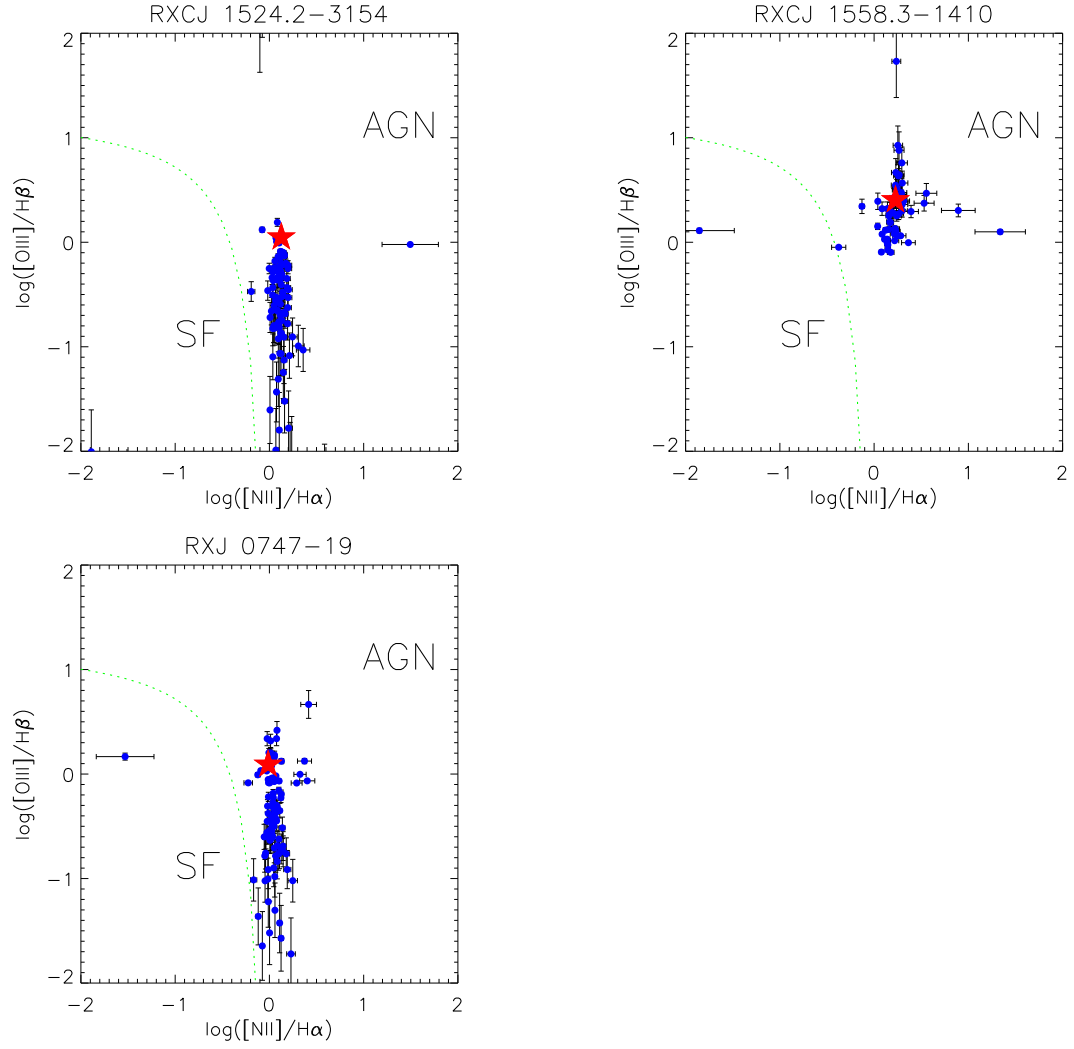 RXCJ 1524.2−3154
2
1
0
−1
−2
AGN
SF
log([OIII]/Hβ)
−2 −1 0 1 2
log([NII]/Hα)
RXCJ 1558.3−1410
2
1
0
−1
−2
AGN
SF
log([OIII]/Hβ)
−2 −1 0 1 2
log([NII]/Hα)
RXJ 0747−19
2
1
0
−1
−2
AGN
SF
log([OIII]/Hβ)
−2 −1 0 1 2
log([NII]/Hα)